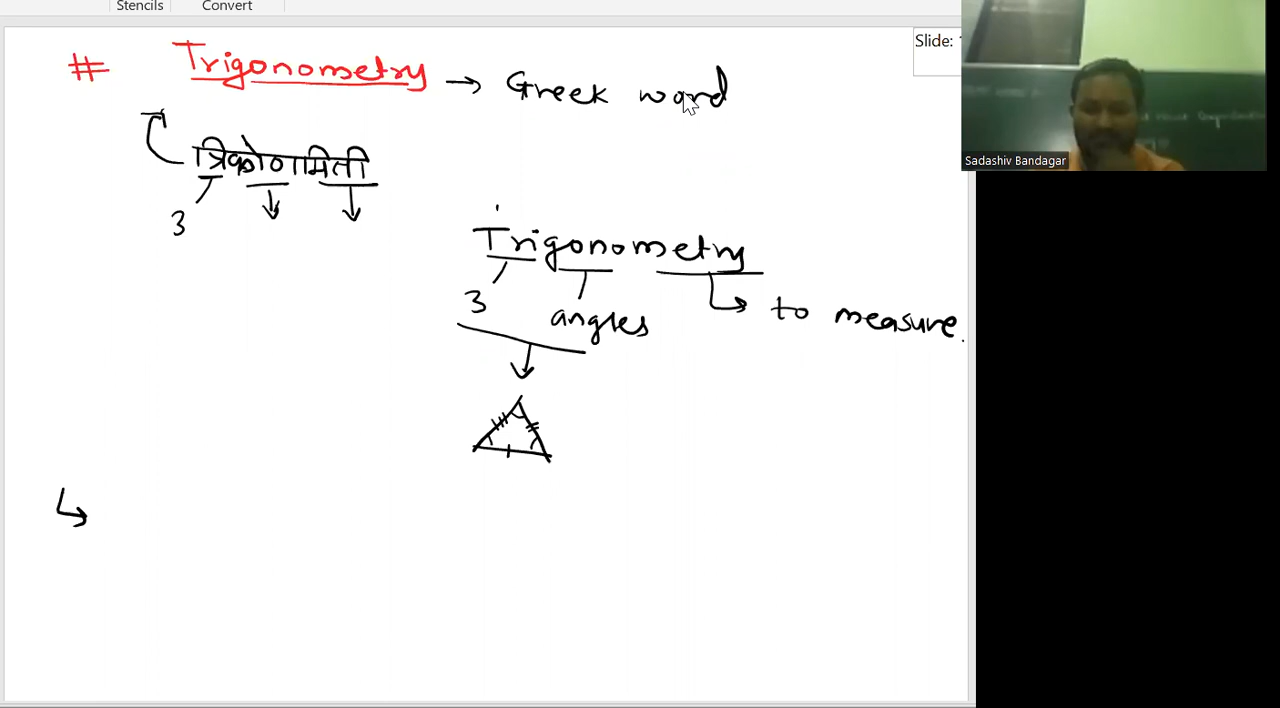 Stencils Convert
Slide:
# Trigonometry → Greek word
Sadashiv Bandagar
त्रिकोणमिती
3
Trigonometry
3 angles to measure.